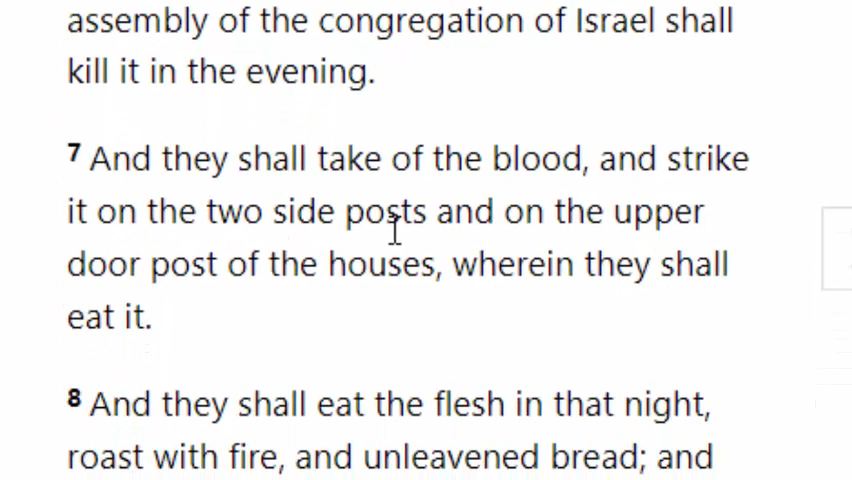 assembly of the congregation of Israel shall
kill it in the evening.
7 And they shall take of the blood, and strike
it on the two side posts and on the upper
door post of the houses, wherein they shall
eat it.
8 And they shall eat the flesh in that night,
roast with fire, and unleavened bread; and